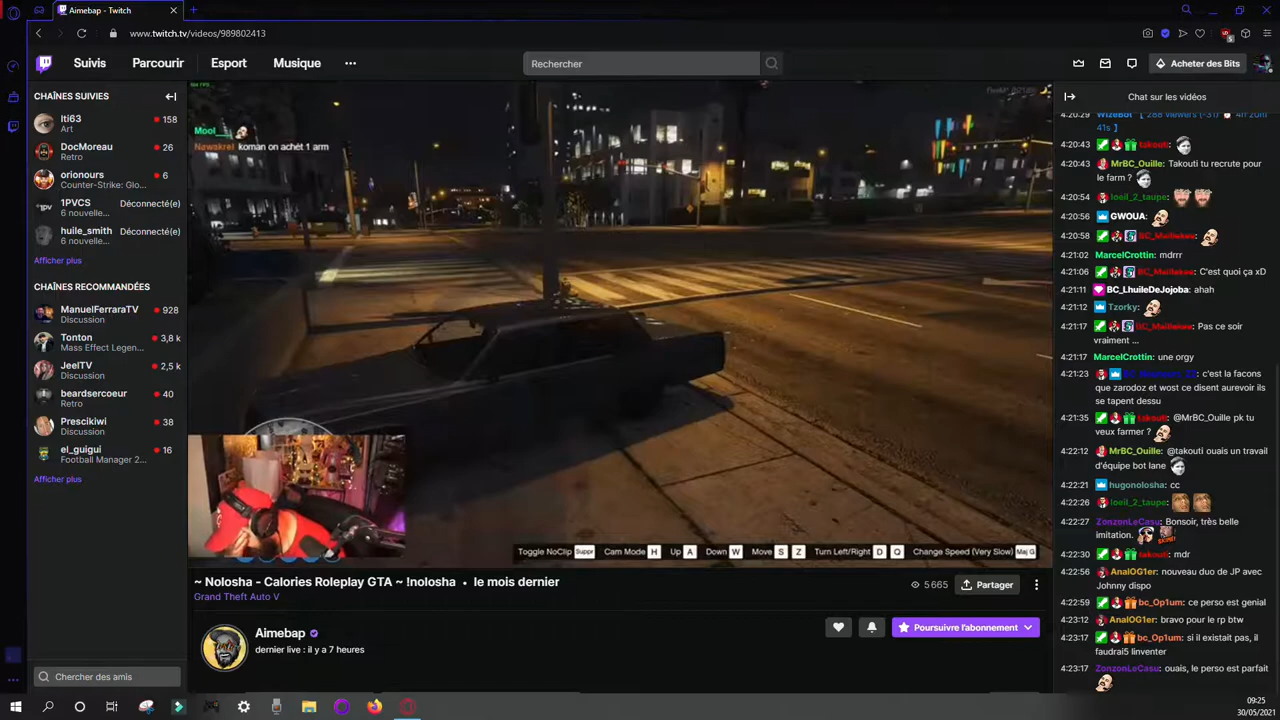 Aimebap - Twitch
www.twitch.tv/videos/989802413
Suivis
Parcourir
Esport
Musique
Rechercher
Acheter des Bits
CHAÎNES SUIVIES
lti63
158
Art
DocMoreau
26
Retro
orionours
6
Counter-Strike: Glo...
1PVCS
Déconnecté(e)
6 nouvelle...
huile_smith
Déconnecté(e)
6 nouvelle...
Afficher plus
CHAÎNES RECOMMANDÉES
ManuelFerraraTV
928
Discussion
Tonton
3,8 k
Mass Effect Legen...
JeelTV
2,5 k
Discussion
beardsercoeur
40
Retro
Prescikiwi
38
Discussion
el_guigui
16
Football Manager 2...
Afficher plus
Chercher des amis
Mool__
Nawakrel koman on achét 1 arm
Toggle NoClip Suppr Cam Mode H Up A Down W Move S Z Turn Left/Right D Q Change Speed (Very Slow) Maj G
~ Nolosha - Calories Roleplay GTA ~ !nolosha • le mois dernier
5 665
Partager
Grand Theft Auto V
Aimebap
dernier live : il y a 7 heures
Poursuivre l'abonnement
Chat sur les vidéos
4:20:29 WizeBot [ 288 viewers (-31) 4h 20m
41s ]
4:20:43 takouti:
4:20:43 MrBC_Ouille: Takouti tu recrute pour
le farm ?
4:20:54 loeil_2_taupe:
4:20:56 GWOUA:
4:20:58
4:21:02 MarcelCrottin: mdrrr
4:21:06 C'est quoi ça xD
4:21:11 BC_LhuileDeJojoba: ahah
4:21:12 Tzorky:
4:21:17 Pas ce soir
vraiment ...
4:21:17 MarcelCrottin: une orgy
4:21:23 c'est la facons
que zarodoz et wost ce disent aurevoir ils
se tapent dessu
4:21:35 takouti: @MrBC_Ouille pk tu
veux farmer ?
4:22:12 MrBC_Ouille: @takouti ouais un travail
d'équipe bot lane
4:22:21 hugonolosha: cc
4:22:26 loeil_2_taupe:
4:22:27 ZonzonLeCasu: Bonsoir, très belle
imitation.
4:22:30 takouti: mdr
4:22:56 AnalOG1er: nouveau duo de JP avec
Johnny dispo
4:22:59 bc_Op1um: ce perso est genial
4:23:12 AnalOG1er: bravo pour le rp btw
4:23:17 bc_Op1um: si il existait pas, il
faudrai5 linventer
4:23:17 ZonzonLeCasu: ouais, le perso est parfait
09:25
30/05/2021